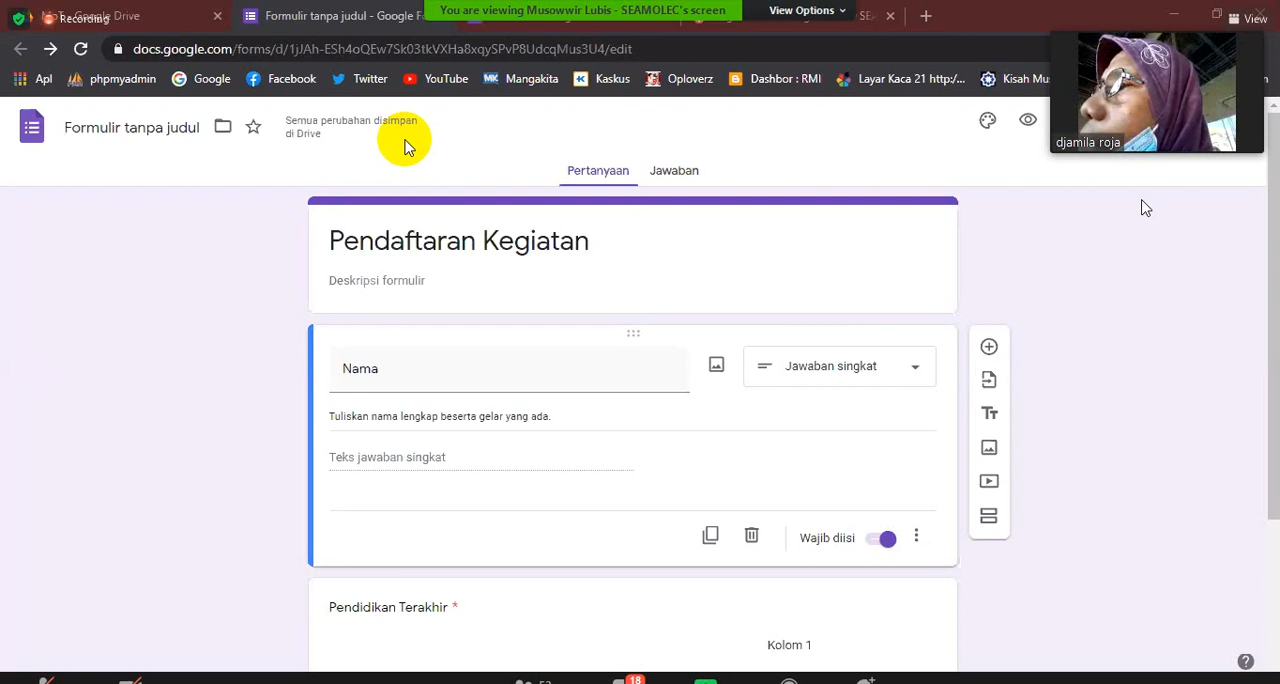 Recording
Google Drive
Formulir tanpa judul - Google F
You are viewing Musowwir Lubis - SEAMOLEC's screen
View Options
View
docs.google.com/forms/d/1jJAh-ESh4oQEw7Sk03tkVXHa8xqySPvP8UdcqMus3U4/edit
Apl
phpmyadmin
Google
Facebook
Twitter
YouTube
Mangakita
Kaskus
Oploverz
Dashbor : RMI
Layar Kaca 21 http:/...
Kisah Mu
Formulir tanpa judul
Semua perubahan disimpan
di Drive
djamila roja
Pertanyaan
Jawaban
Pendaftaran Kegiatan
Deskripsi formulir
Nama
Jawaban singkat
Tuliskan nama lengkap beserta gelar yang ada.
Teks jawaban singkat
Wajib diisi
Pendidikan Terakhir *
Kolom 1
18